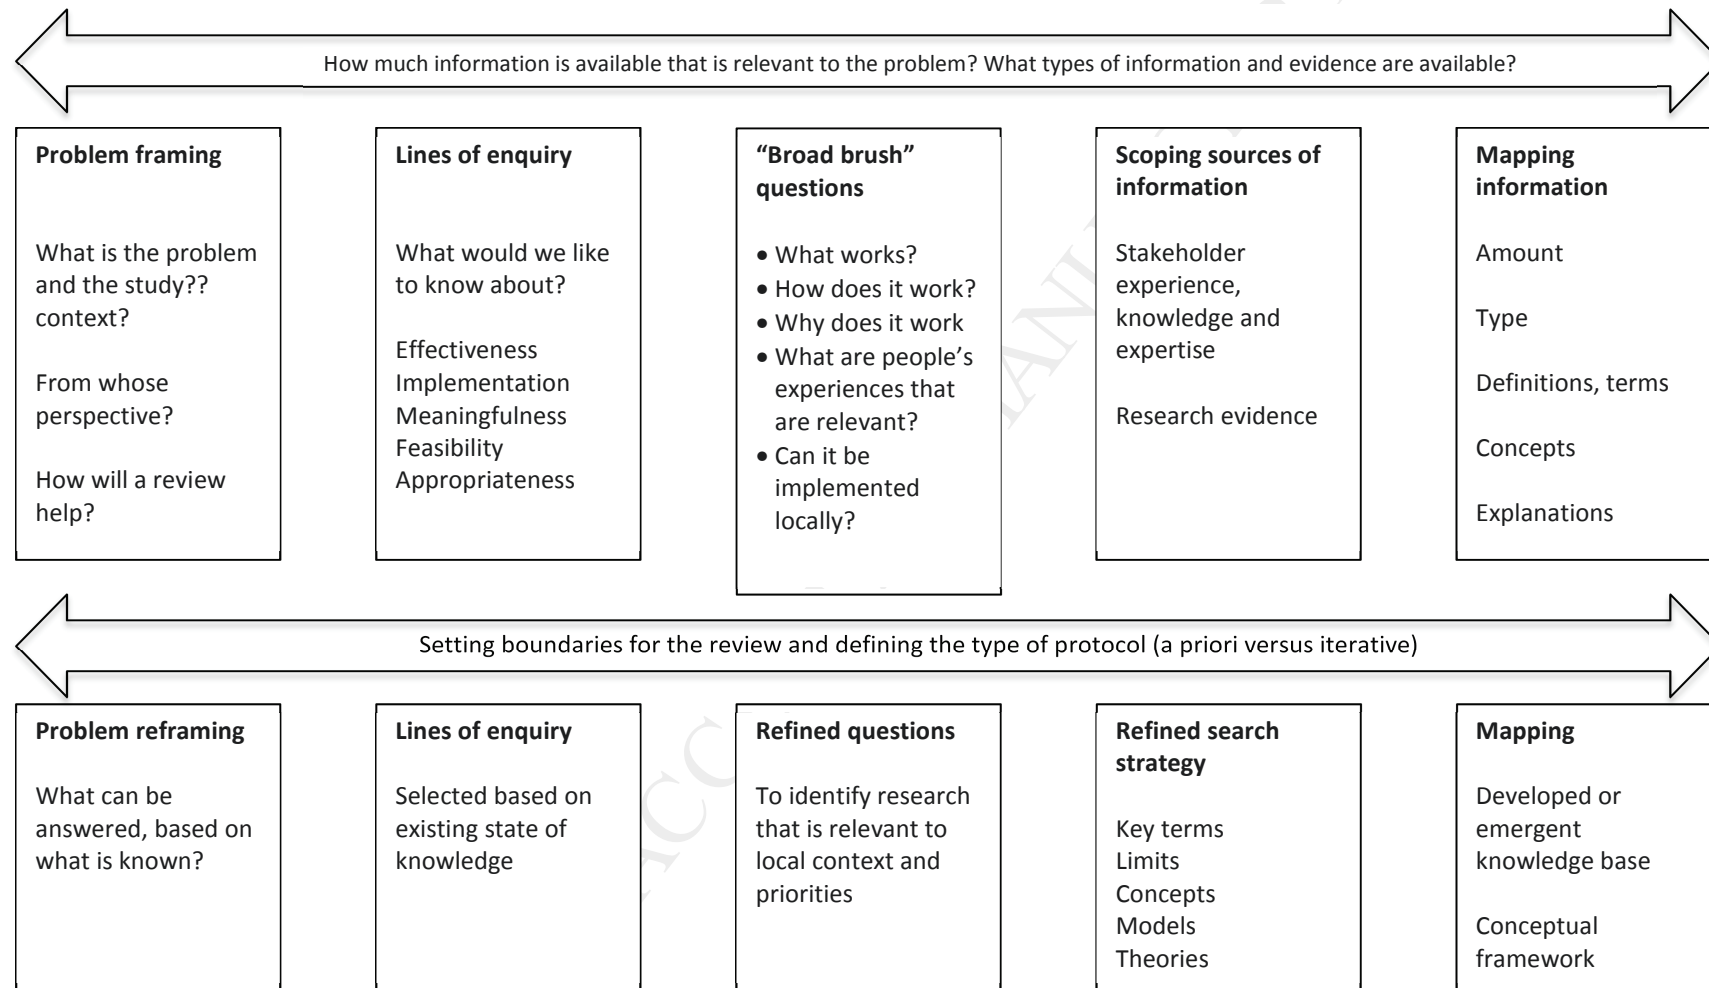 How much information is available that is relevant to the problem? What types of information and evidence are available?
Problem framing
What is the problem
and the study??
context?
From whose
perspective?
How will a review
help?
Lines of enquiry
What would we like
to know about?
Effectiveness
Implementation
Meaningfulness
Feasibility
Appropriateness
“Broad brush”
questions
• What works?
• How does it work?
• Why does it work
• What are people’s
experiences that
are relevant?
• Can it be
implemented
locally?
Scoping sources of
information
Stakeholder
experience,
knowledge and
expertise
Research evidence
Mapping
information
Amount
Type
Definitions, terms
Concepts
Explanations
Setting boundaries for the review and defining the type of protocol (a priori versus iterative)
Problem reframing
What can be
answered, based on
what is known?
Lines of enquiry
Selected based on
existing state of
knowledge
Refined questions
To identify research
that is relevant to
local context and
priorities
Refined search
strategy
Key terms
Limits
Concepts
Models
Theories
Mapping
Developed or
emergent
knowledge base
Conceptual
framework